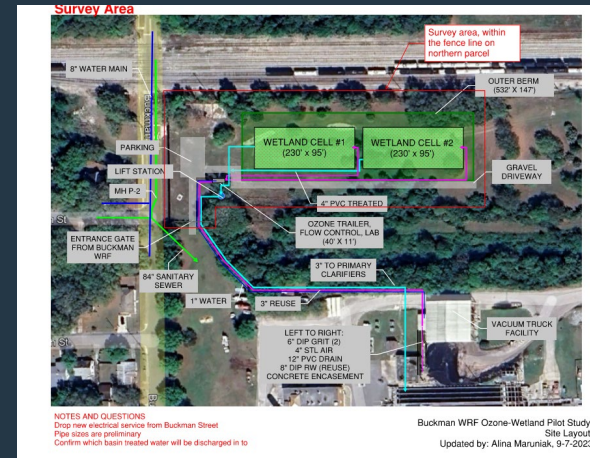 Survey Area
Survey area, within
the fence line on
northern parcel
8" WATER MAIN
OUTER BERM
(532' X 147')
Buckman
WETLAND CELL #1
(230' x 95')
WETLAND CELL #2
(230' x 95')
PARKING
LIFT STATION
GRAVEL
DRIVEWAY
MH P-2
4" PVC TREATED
St
OZONE TRAILER,
FLOW CONTROL, LAB
(40' X 11')
ENTRANCE GATE
FROM BUCKMAN
WRF
3" TO PRIMARY
CLARIFIERS
84" SANITARY
SEWER
1" WATER
3" REUSE
VACUUM TRUCK
FACILITY
LEFT TO RIGHT:
6" DIP GRIT (2)
4" STL AIR
12" PVC DRAIN
8" DIP RW (REUSE)
CONCRETE ENCASEMENT
St
NOTES AND QUESTIONS
Drop new electrical service from Buckman Street
Pipe sizes are preliminary
Confirm which basin treated water will be discharged in to
Buckman WRF Ozone-Wetland Pilot Study
Site Layout
Updated by: Alina Maruniak, 9-7-2023